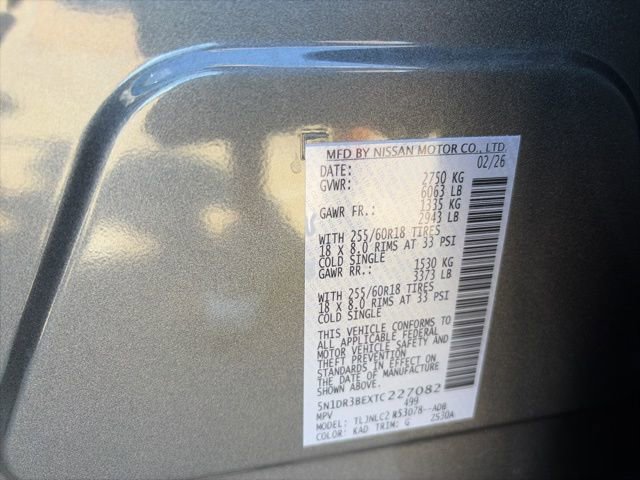 MFD BY NISSAN MOTOR CO., LTD.
DATE: 02/26
GVWR: 2750 KG
6063 LB
GAWR FR.: 1335 KG
2943 LB
WITH 255/60R18 TIRES
18 X 8.0 RIMS AT 33 PSI
COLD SINGLE
GAWR RR.: 1530 KG
3373 LB
WITH 255/60R18 TIRES
18 X 8.0 RIMS AT 33 PSI
COLD SINGLE
THIS VEHICLE CONFORMS TO
ALL APPLICABLE FEDERAL
MOTOR VEHICLE SAFETY AND
THEFT PREVENTION
STANDARDS IN EFFECT ON
THE DATE OF MANUFACTURE
SHOWN ABOVE.
5N1DR3BEXTC227082
MPV 499
MODEL: TLJNLC2 R53078--ADB
COLOR: KAD TRIM: G 2530A